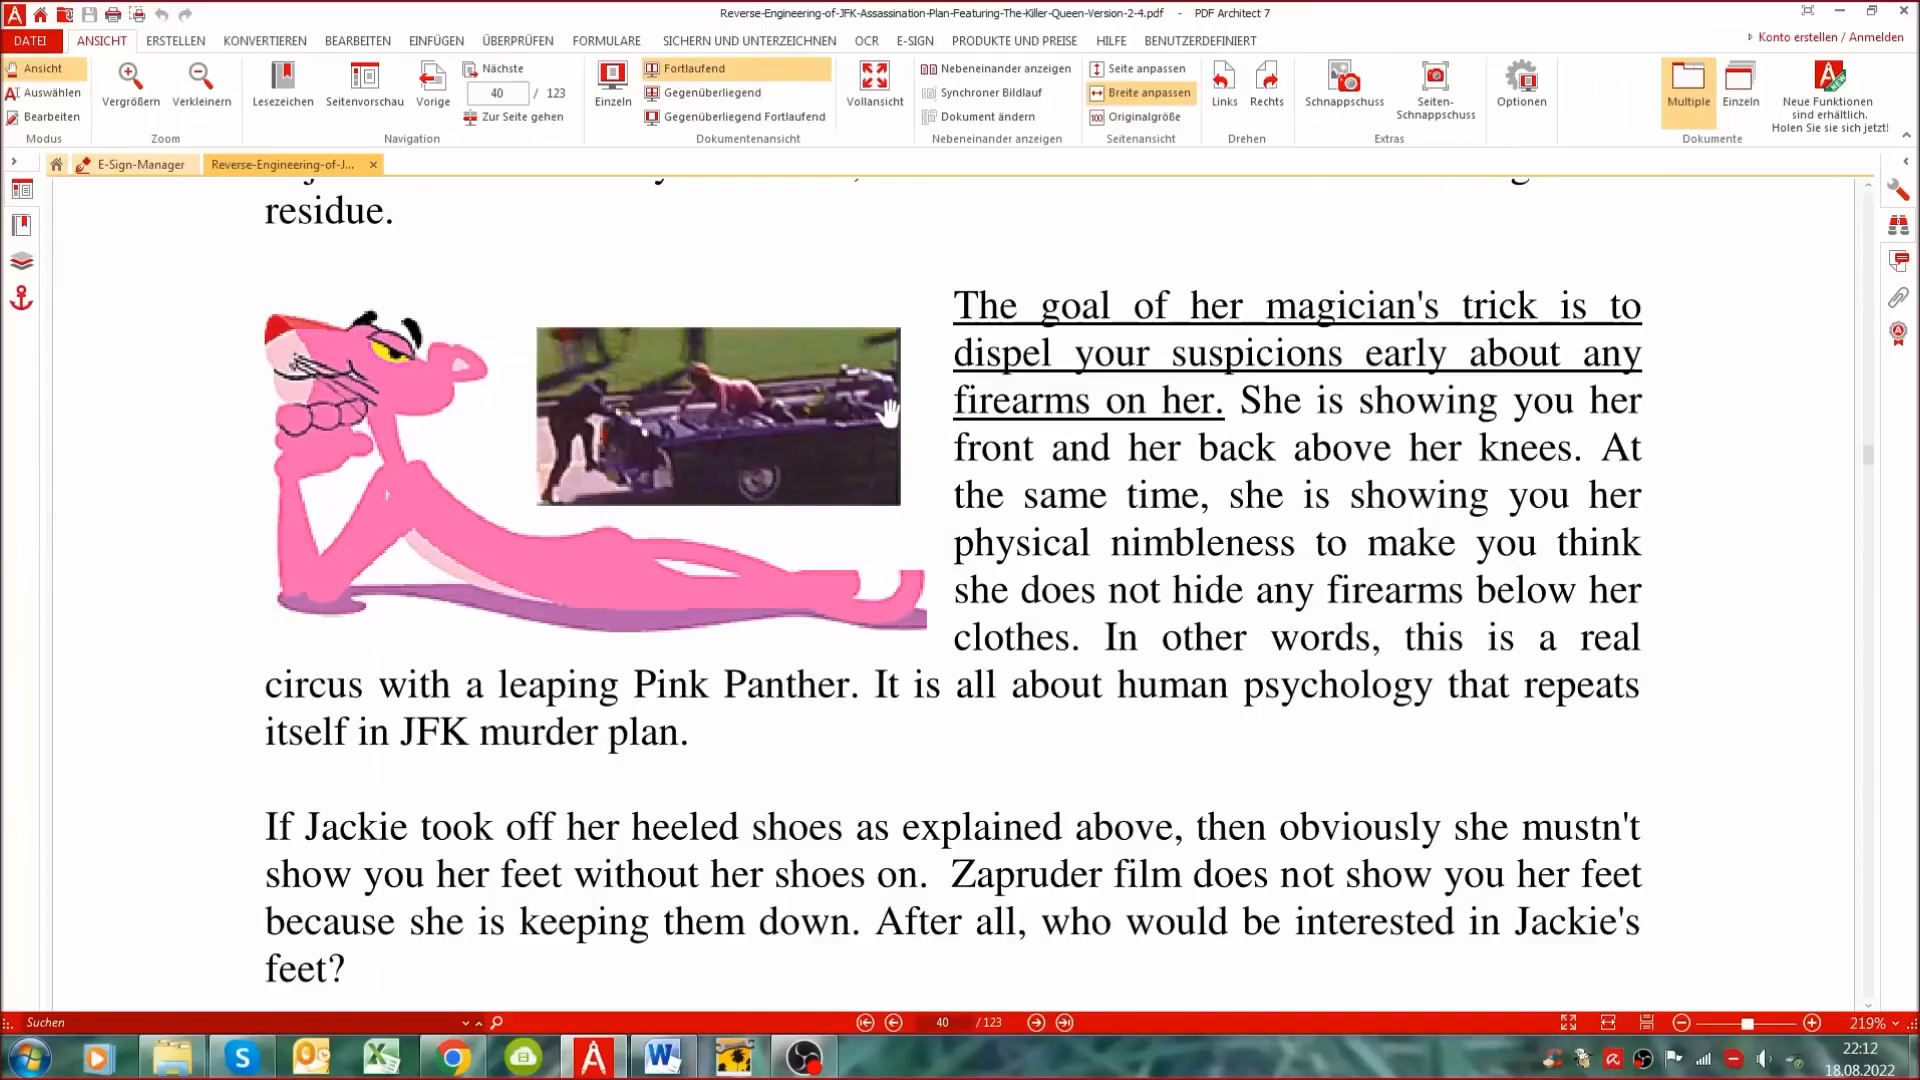 Reverse-Engineering-of-JFK-Assassination-Plan-Featuring-The-Killer-Queen-Version-2-4.pdf - PDF Architect 7
DATEI ANSICHT ERSTELLEN KONVERTIEREN BEARBEITEN EINFÜGEN ÜBERPRÜFEN FORMULARE SICHERN UND UNTERZEICHNEN OCR E-SIGN PRODUKTE UND PREISE HILFE BENUTZERDEFINIERT
Konto erstellen / Anmelden
Ansicht
Auswählen
Bearbeiten
Modus
Vergrößern
Verkleinern
Zoom
Lesezeichen
Seitenvorschau
Vorige
Nächste
40 / 123
Zur Seite gehen
Navigation
Einzeln
Fortlaufend
Gegenüberliegend
Gegenüberliegend Fortlaufend
Dokumentenansicht
Vollansicht
Nebeneinander anzeigen
Synchroner Bildlauf
Dokument ändern
Nebeneinander anzeigen
Seite anpassen
Breite anpassen
100 Originalgröße
Seitenansicht
Links
Rechts
Drehen
Schnappschuss
Seiten-
Schnappschuss
Extras
Optionen
Multiple
Einzeln
Dokumente
Neue Funktionen
sind erhältlich.
Holen Sie sie sich jetzt!
NEW
E-Sign-Manager
Reverse-Engineering-of-J...
residue.
The goal of her magician's trick is to
dispel your suspicions early about any
firearms on her. She is showing you her
front and her back above her knees. At
the same time, she is showing you her
physical nimbleness to make you think
she does not hide any firearms below her
clothes. In other words, this is a real
circus with a leaping Pink Panther. It is all about human psychology that repeats
itself in JFK murder plan.
If Jackie took off her heeled shoes as explained above, then obviously she mustn't
show you her feet without her shoes on. Zapruder film does not show you her feet
because she is keeping them down. After all, who would be interested in Jackie's
feet?
Suchen
40 / 123
219%
22:12
18.08.2022